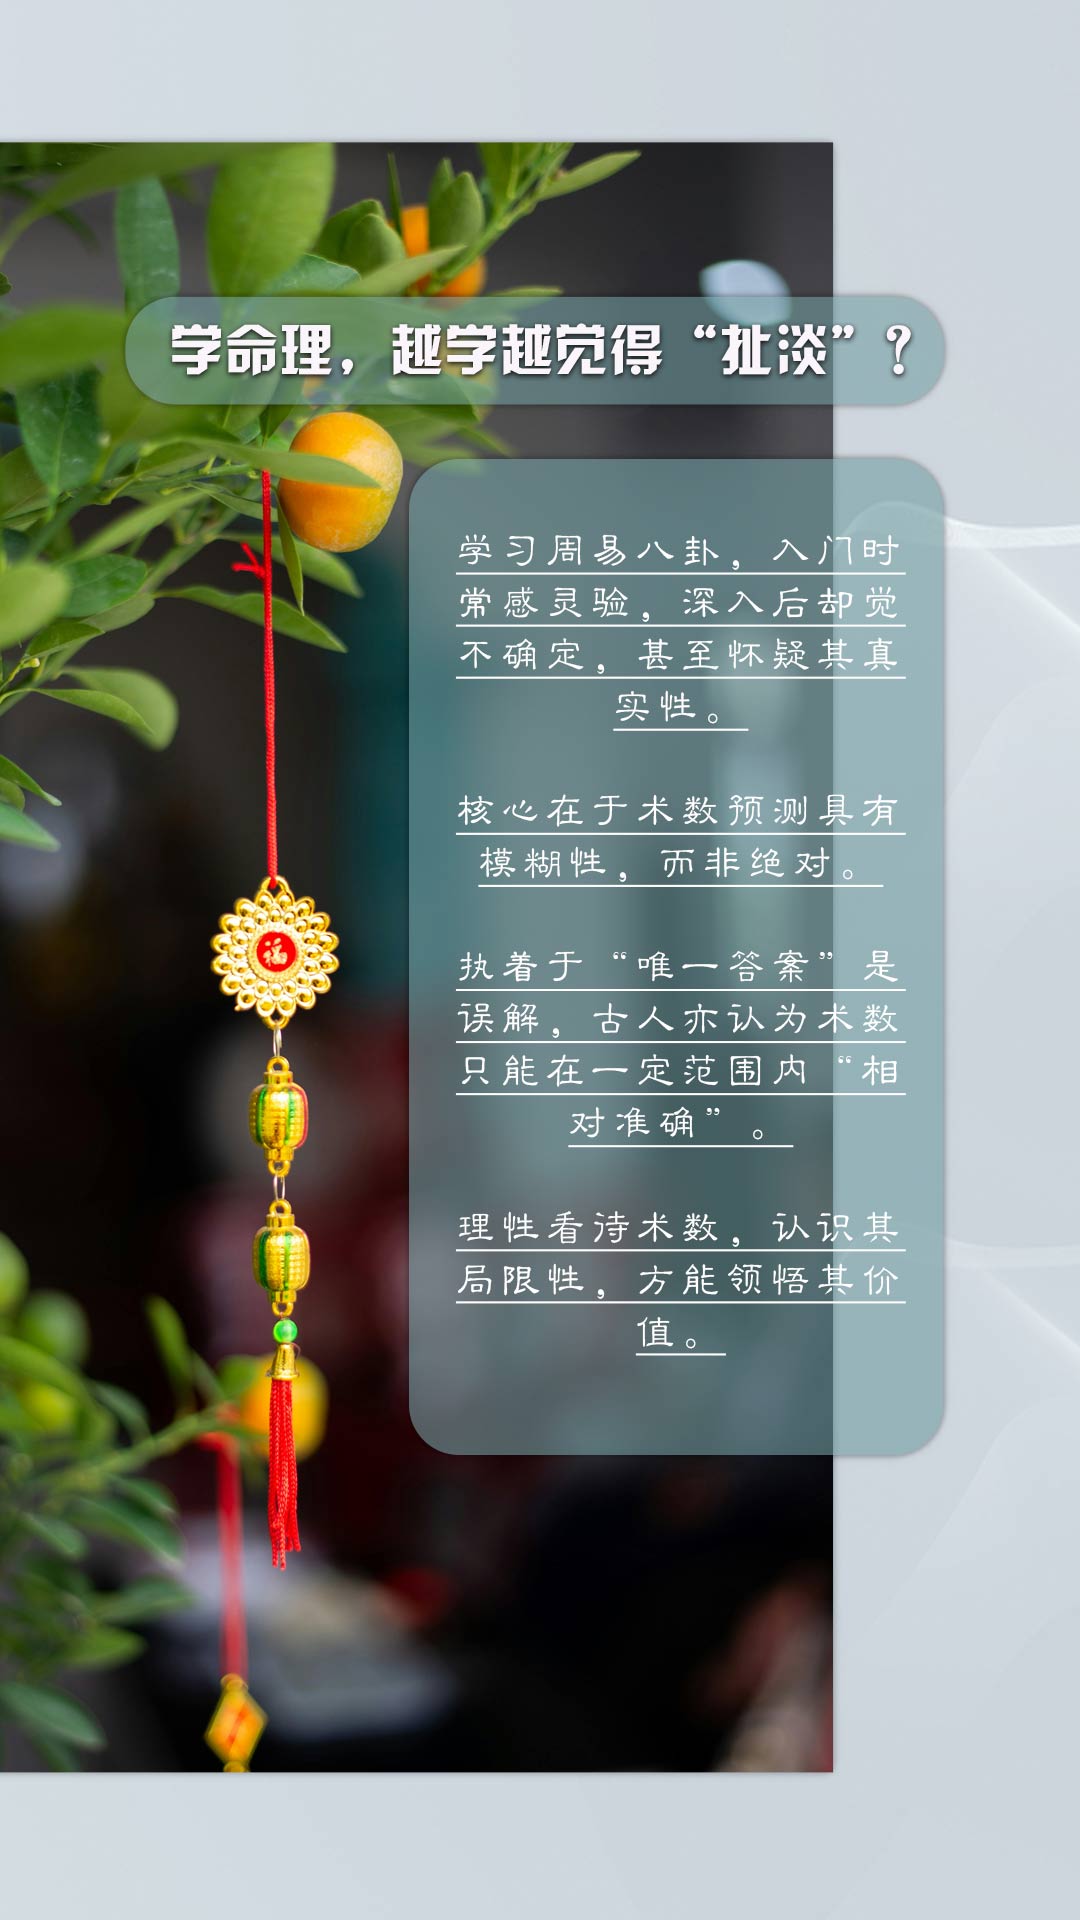 学命理，越学越觉得“扯淡”？
学习周易八卦，入门时
常感灵验，深入后却觉
不确定，甚至怀疑其真
实性。
核心在于术数预测具有
模糊性，而非绝对。
执着于“唯一答案”是
误解，古人亦认为术数
只能在一定范围内“相
对准确”。
理性看待术数，认识其
局限性，方能领悟其价
值。
福